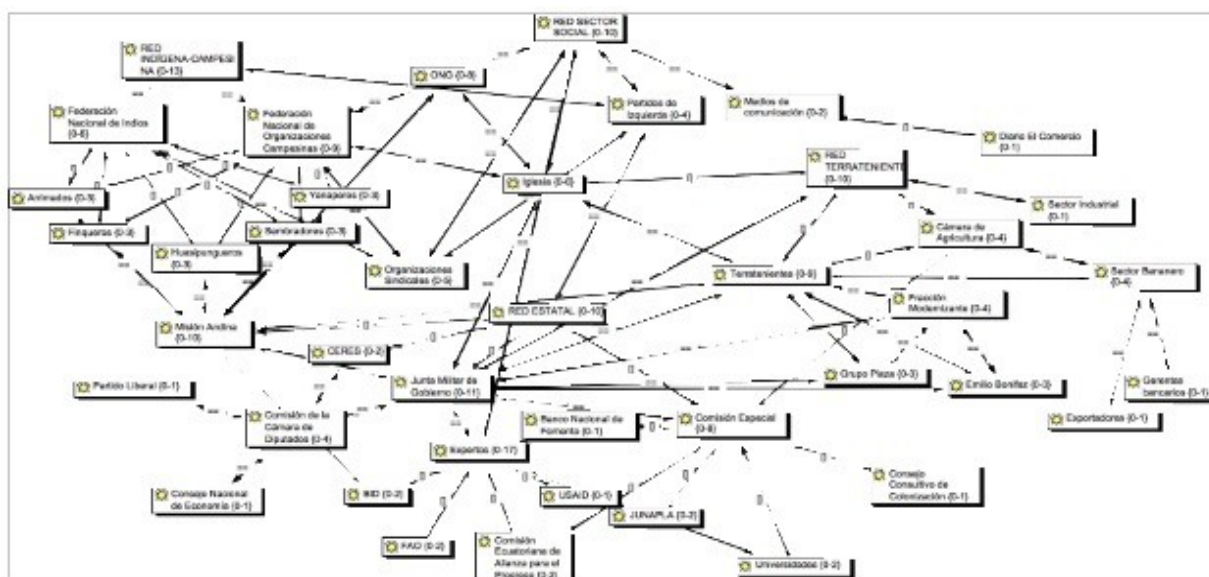 RED SECTOR
SOCIAL {0-10}
RED
INDÍGENA-CAMPESI
NA {0-13}
ONG {0-8}
Partidos de
Izquierda {0-4}
Medios de
comunicación {0-2}
Diario El Comercio
{0-1}
Federación
Nacional de Indios
{0-6}
Federación
Nacional de
Organizaciones
Campesinas {0-9}
RED
TERRATENIENTE
{0-10}
Iglesia {0-6}
Arrimados {0-3}
Yanaperos {0-3}
Sector Industrial
{0-1}
Finqueros {0-3}
Sembradores {0-3}
Cámara de
Agricultura {0-4}
Huasipungueros
{0-3}
Organizaciones
Sindicales {0-5}
Terratenientes {0-9}
Sector Bananero
{0-4}
Fracción
Modernizante {0-4}
RED ESTATAL {0-10}
Misión Andina
{0-10}
CERES {0-2}
Partido Liberal {0-1}
Junta Militar de
Gobierno {0-11}
Grupo Plaza {0-3}
Emilio Bonifaz {0-3}
Gerentes
bancarios {0-1}
Exportadores {0-1}
Comisión de la
Cámara de
Diputados {0-4}
Banco Nacional de
Fomento {0-1}
Comisión Especial
{0-8}
Expertos {0-17}
Consejo Nacional
de Economía {0-1}
BID {0-2}
USAID {0-1}
Consejo
Consultivo de
Colonización {0-1}
JUNAPLA {0-2}
FAO {0-2}
Comisión
Ecuatoriana de
Alianza para el
Progreso {0-2}
Universidades {0-2}